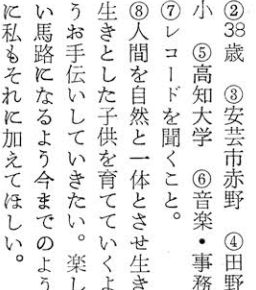 ②38歳　③安芸市赤野　④田野
小　⑤高知大学　⑥音楽・事務
⑦レコードを聞くこと。
⑧人間を自然と一体とさせ生き
生きとした子供を育てていくよ
うお手伝いしていきたい。楽し
い馬路になるよう今までのよう
に私もそれに加えてほしい。